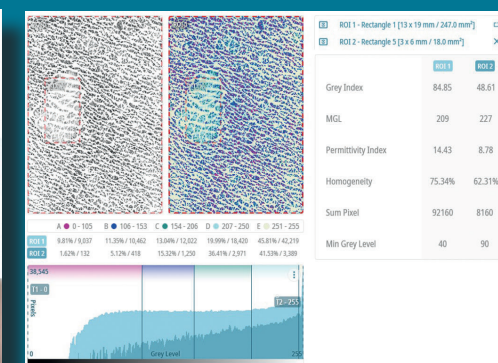 ROI 1 - Rectangle 1 [13 x 19 mm / 247.0 mm²]
ROI 2 - Rectangle 5 [3 x 6 mm / 18.0 mm²]
ROI 1 ROI 2
Grey Index 84.85 48.61
MGL 209 227
Permittivity Index 14.43 8.78
Homogeneity 75.34% 62.31%
Sum Pixel 92160 8160
Min Grey Level 40 90
A 0 - 105 B 106 - 153 C 154 - 206 D 207 - 250 E 251 - 255
ROI 1 9.81% / 9,037 11.35% / 10,462 13.04% / 12,022 19.99% / 18,420 45.81% / 42,219
ROI 2 1.62% / 132 5.12% / 418 15.32% / 1,250 36.41% / 2,971 41.53% / 3,389
38,545
T1 - 0
Pixels
T2 - 255
0 Grey Level 255